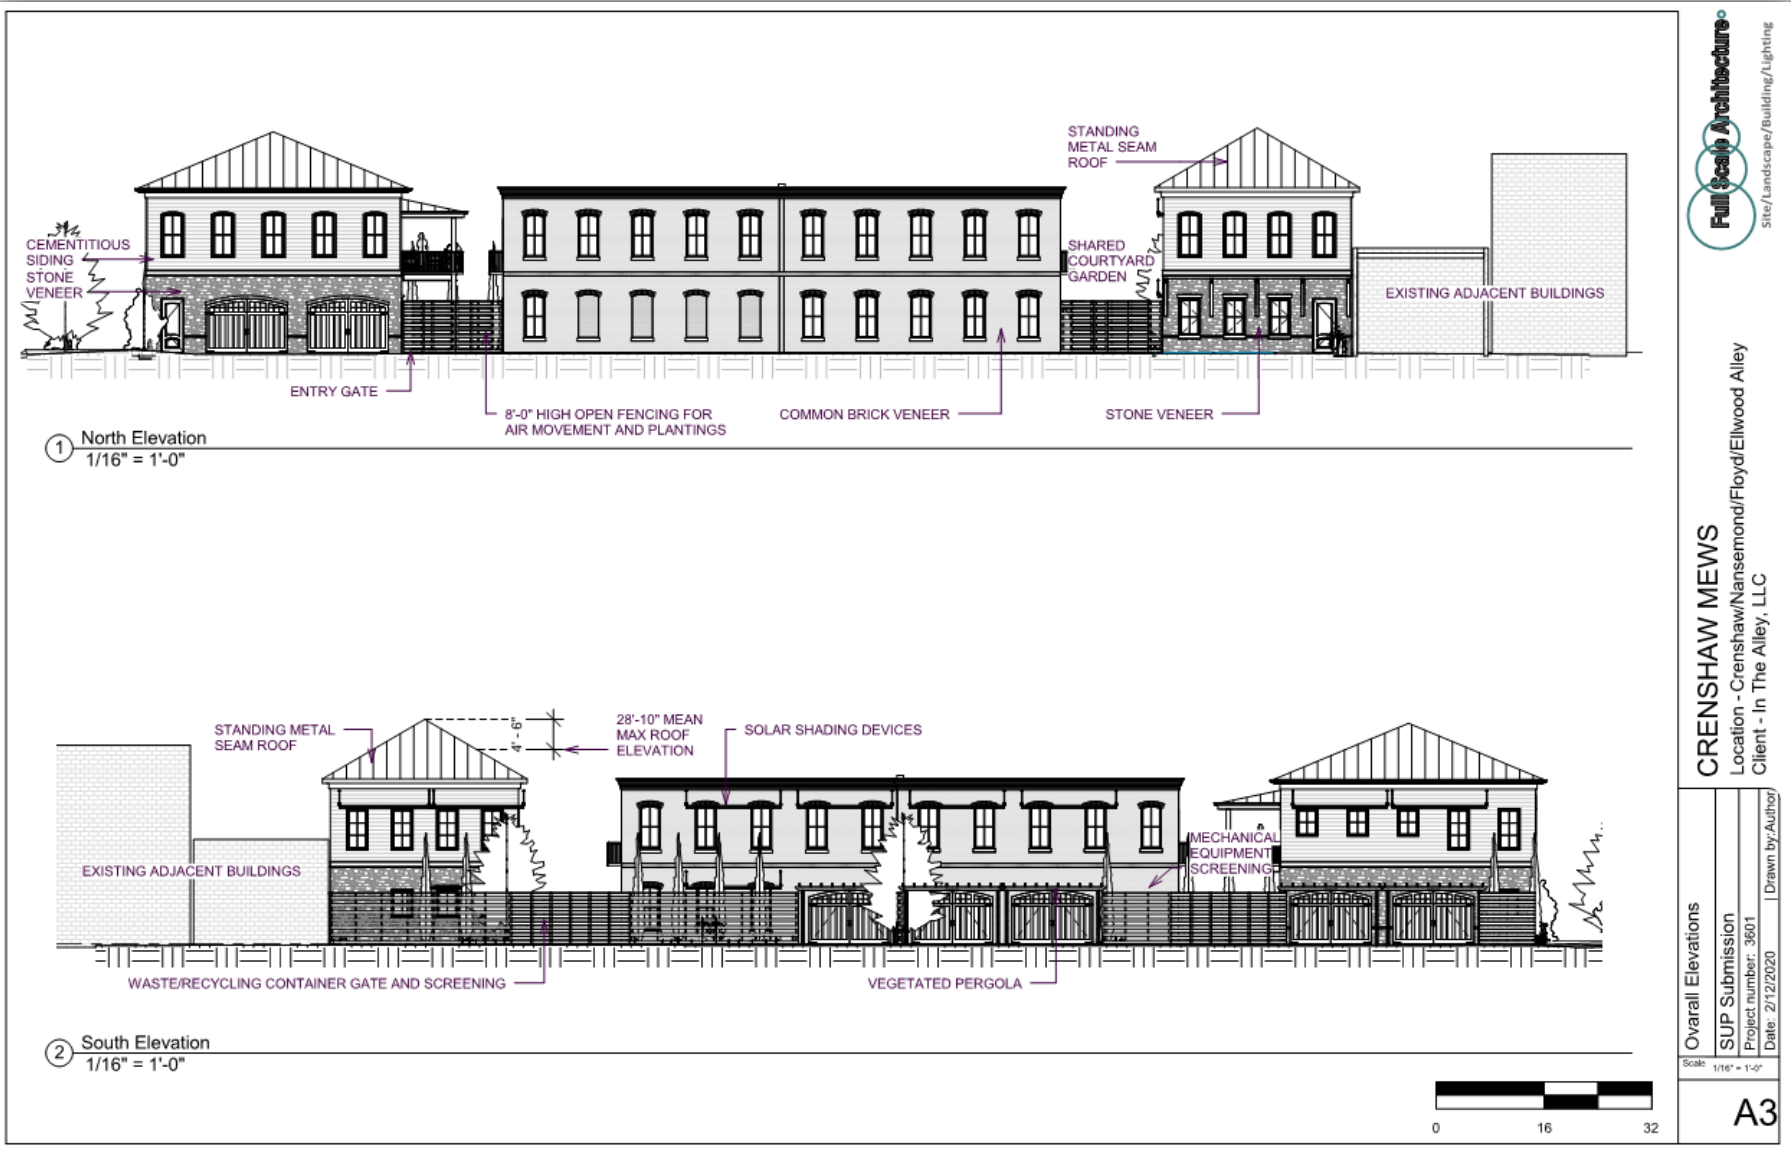 STANDING
METAL SEAM
ROOF
CEMENTITIOUS
SIDING
STONE
VENEER
SHARED
COURTYARD
GARDEN
EXISTING ADJACENT BUILDINGS
ENTRY GATE
8'-0" HIGH OPEN FENCING FOR
AIR MOVEMENT AND PLANTINGS
COMMON BRICK VENEER
STONE VENEER
1
North Elevation
1/16" = 1'-0"
STANDING METAL
SEAM ROOF
4' - 6"
28'-10" MEAN
MAX ROOF
ELEVATION
SOLAR SHADING DEVICES
MECHANICAL
EQUIPMENT
SCREENING
EXISTING ADJACENT BUILDINGS
WASTE/RECYCLING CONTAINER GATE AND SCREENING
VEGETATED PERGOLA
2
South Elevation
1/16" = 1'-0"
0 16 32
Full Scale Architecture
Site/Landscape/Building/Lighting
CRENSHAW MEWS
Location - Crenshaw/Nansemond/Floyd/Ellwood Alley
Client - In The Alley, LLC
Ovarall Elevations
SUP Submission
Project number: 3601
Date: 2/12/2020 | Drawn by:Author
Scale 1/16" = 1'-0"
A3